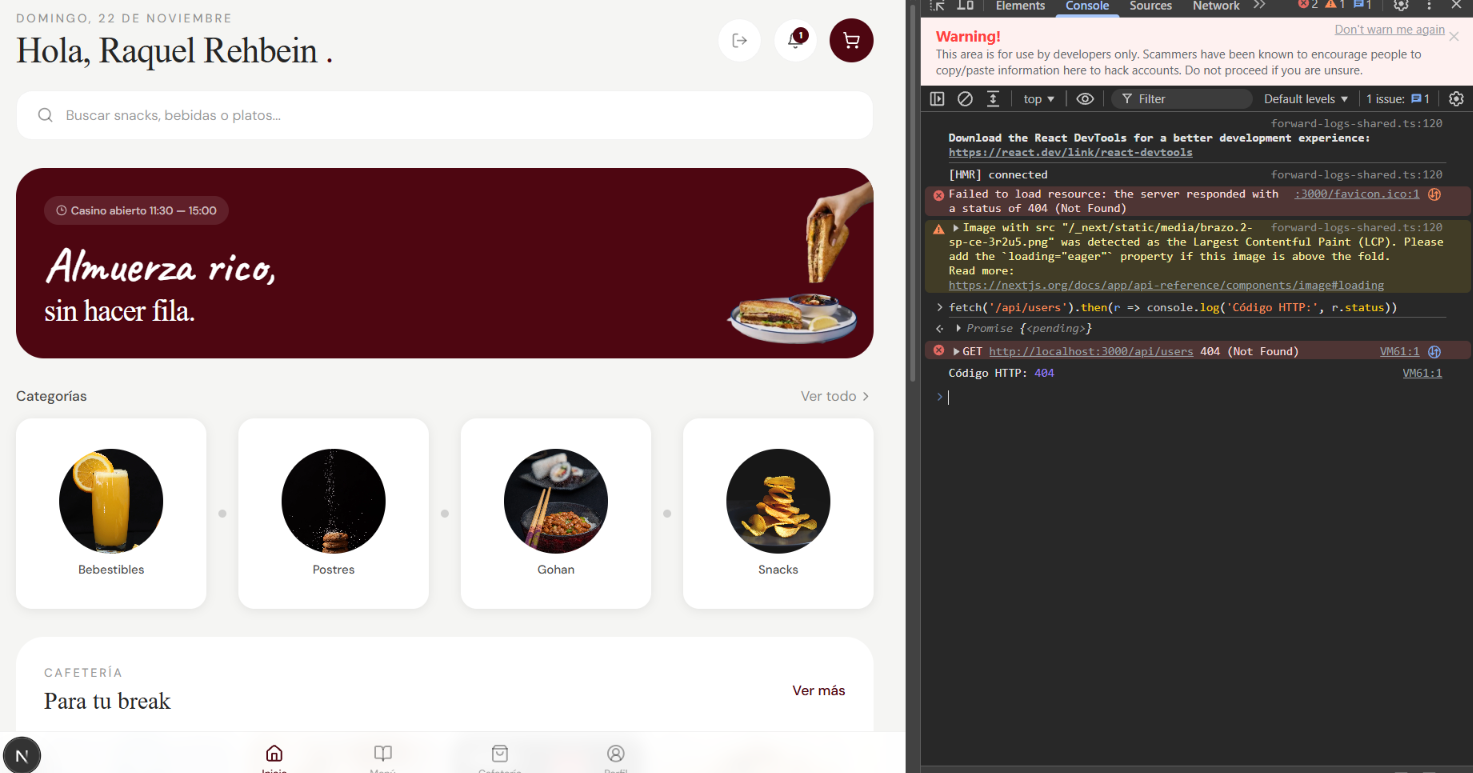 DOMINGO, 22 DE NOVIEMBRE
Hola, Raquel Rehbein .
1
Buscar snacks, bebidas o platos...
Casino abierto 11:30 — 15:00
Almuerza rico,
sin hacer fila.
Categorías
Ver todo
Bebestibles
Postres
Gohan
Snacks
CAFETERÍA
Para tu break
Ver más
N
Inicio
Menú
Cafetería
Perfil
Elements Console Sources Network 2 1 1
Warning!
Don't warn me again
This area is for use by developers only. Scammers have been known to encourage people to
copy/paste information here to hack accounts. Do not proceed if you are unsure.
top Filter Default levels 1 issue: 1
forward-logs-shared.ts:120
Download the React DevTools for a better development experience:
https://react.dev/link/react-devtools
[HMR] connected forward-logs-shared.ts:120
Failed to load resource: the server responded with :3000/favicon.ico:1
a status of 404 (Not Found)
Image with src "/_next/static/media/brazo.2- forward-logs-shared.ts:120
sp-ce-3r2u5.png" was detected as the Largest Contentful Paint (LCP). Please
add the `loading="eager"` property if this image is above the fold.
Read more:
https://nextjs.org/docs/app/api-reference/components/image#loading
> fetch('/api/users').then(r => console.log('Código HTTP:', r.status))
Promise {<pending>}
GET http://localhost:3000/api/users 404 (Not Found) VM61:1
Código HTTP: 404 VM61:1
>